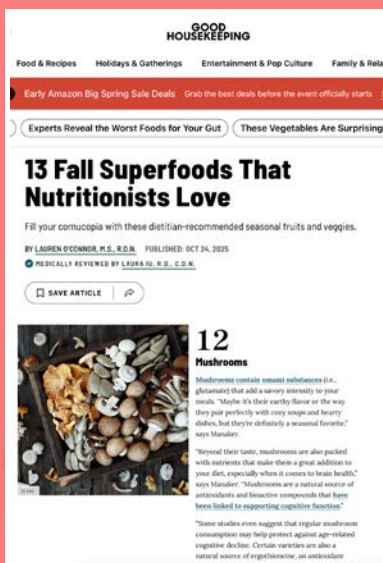 GOOD
HOUSEKEEPING
Food & Recipes Holidays & Gatherings Entertainment & Pop Culture Family & Rela
Early Amazon Big Spring Sale Deals Grab the best deals before the event officially starts
Experts Reveal the Worst Foods for Your Gut These Vegetables Are Surprising
13 Fall Superfoods That
Nutritionists Love
Fill your cornucopia with these dietitian-recommended seasonal fruits and veggies.
BY LAUREN O'CONNOR, M.S., R.D.N. PUBLISHED: OCT 24, 2025
MEDICALLY REVIEWED BY LAURA IU, R.D., C.D.N.
SAVE ARTICLE
12
Mushrooms
Mushrooms contain umami substances (i.e.,
glutamate) that add a savory intensity to your
meals. "Maybe it's their earthy flavor or the way
they pair perfectly with cozy soups and hearty
dishes, but they're definitely a seasonal favorite,"
says Manaker.
"Beyond their taste, mushrooms are also packed
with nutrients that make them a great addition to
your diet, especially when it comes to brain health,"
says Manaker. "Mushrooms are a natural source of
antioxidants and bioactive compounds that have
been linked to supporting cognitive function."
"Some studies even suggest that regular mushroom
consumption may help protect against age-related
cognitive decline. Certain varieties are also a
natural source of ergothioneine, an antioxidant